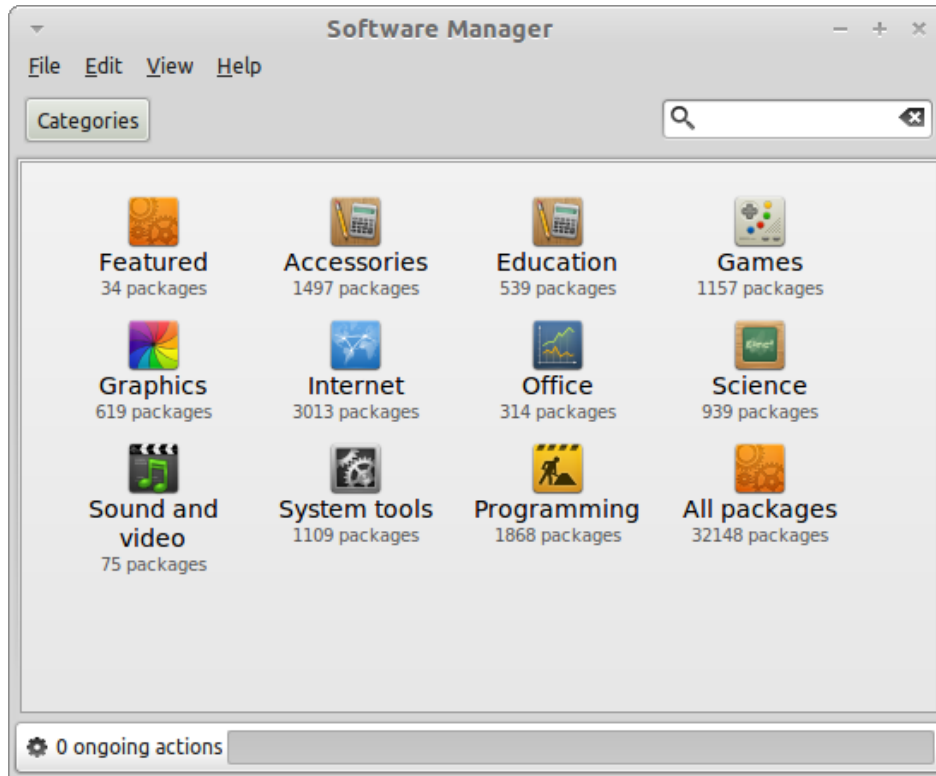 Software Manager
File Edit View Help
Categories
Featured Accessories Education Games
34 packages 1497 packages 539 packages 1157 packages
Graphics Internet Office Science
619 packages 3013 packages 314 packages 939 packages
Sound and video System tools Programming All packages
75 packages 1109 packages 1868 packages 32148 packages
0 ongoing actions